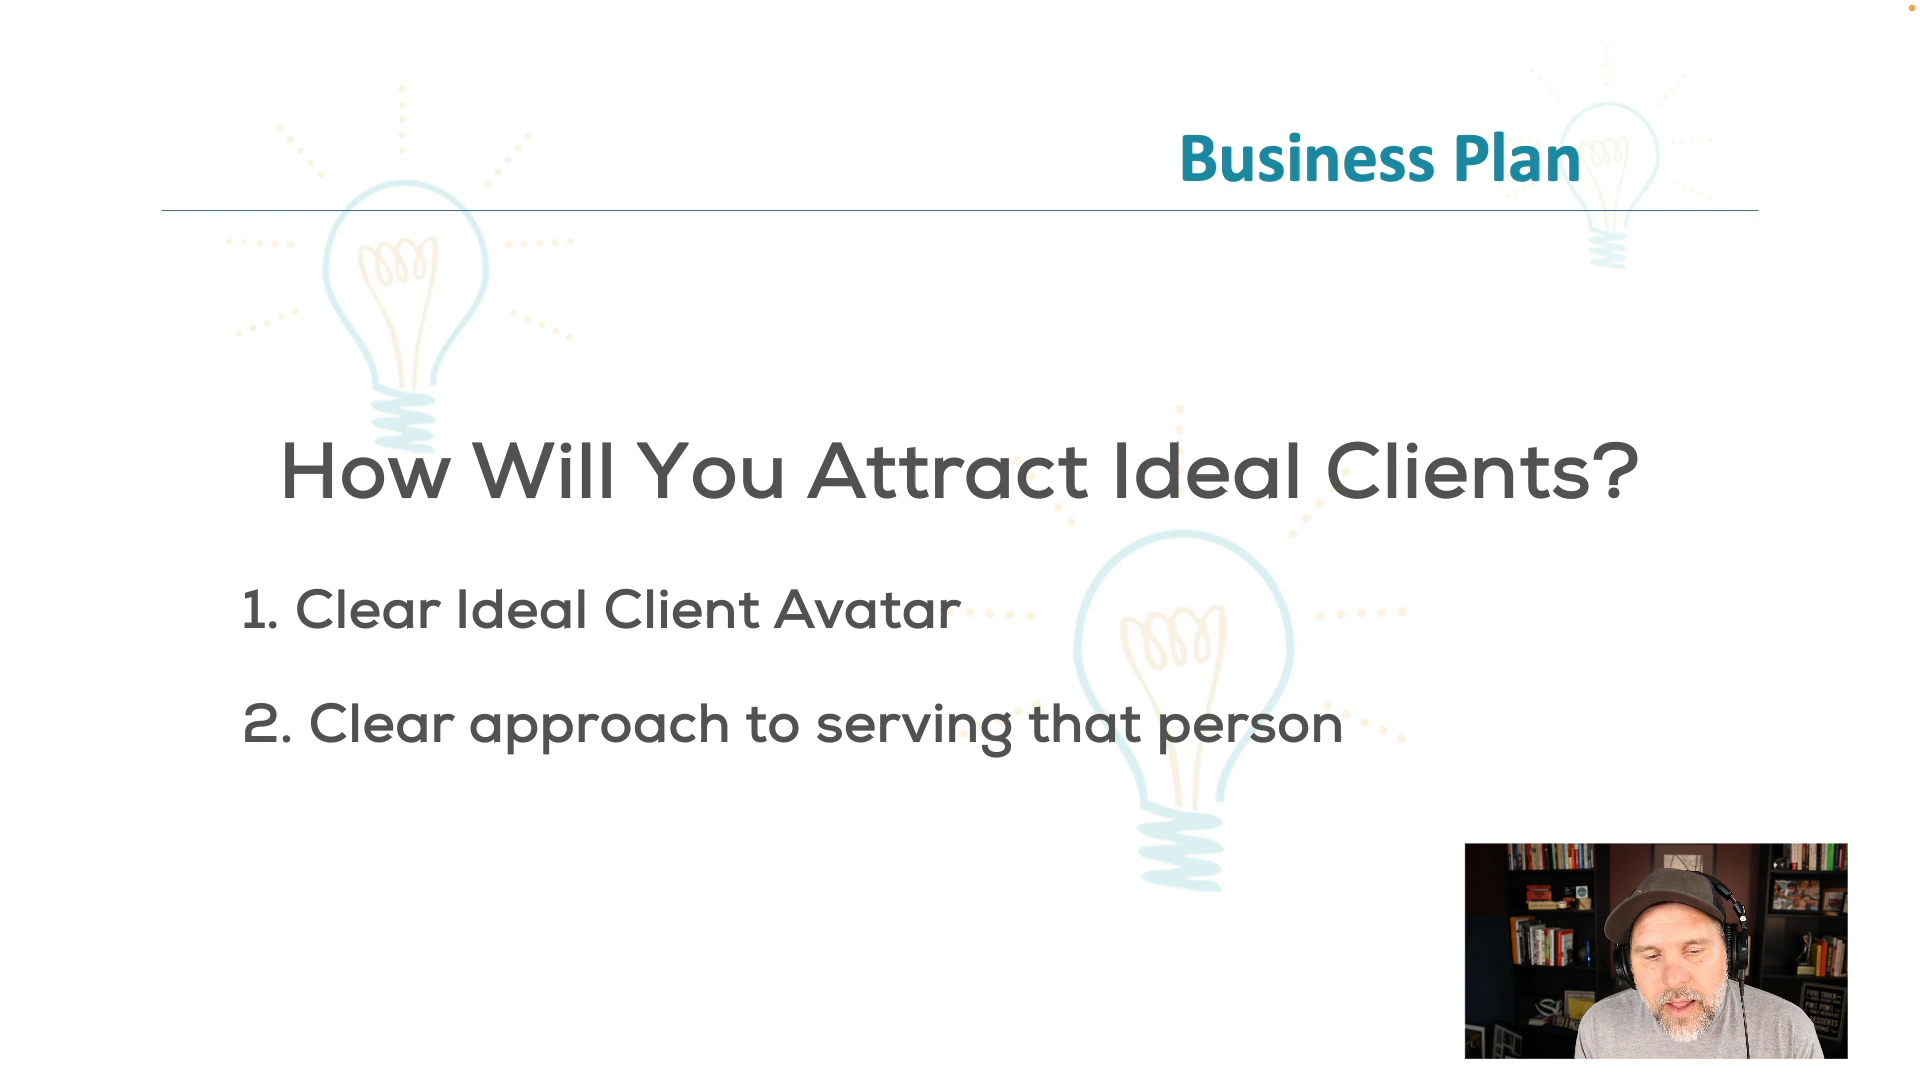 Business Plan
How Will You Attract Ideal Clients?
1. Clear Ideal Client Avatar
2. Clear approach to serving that person